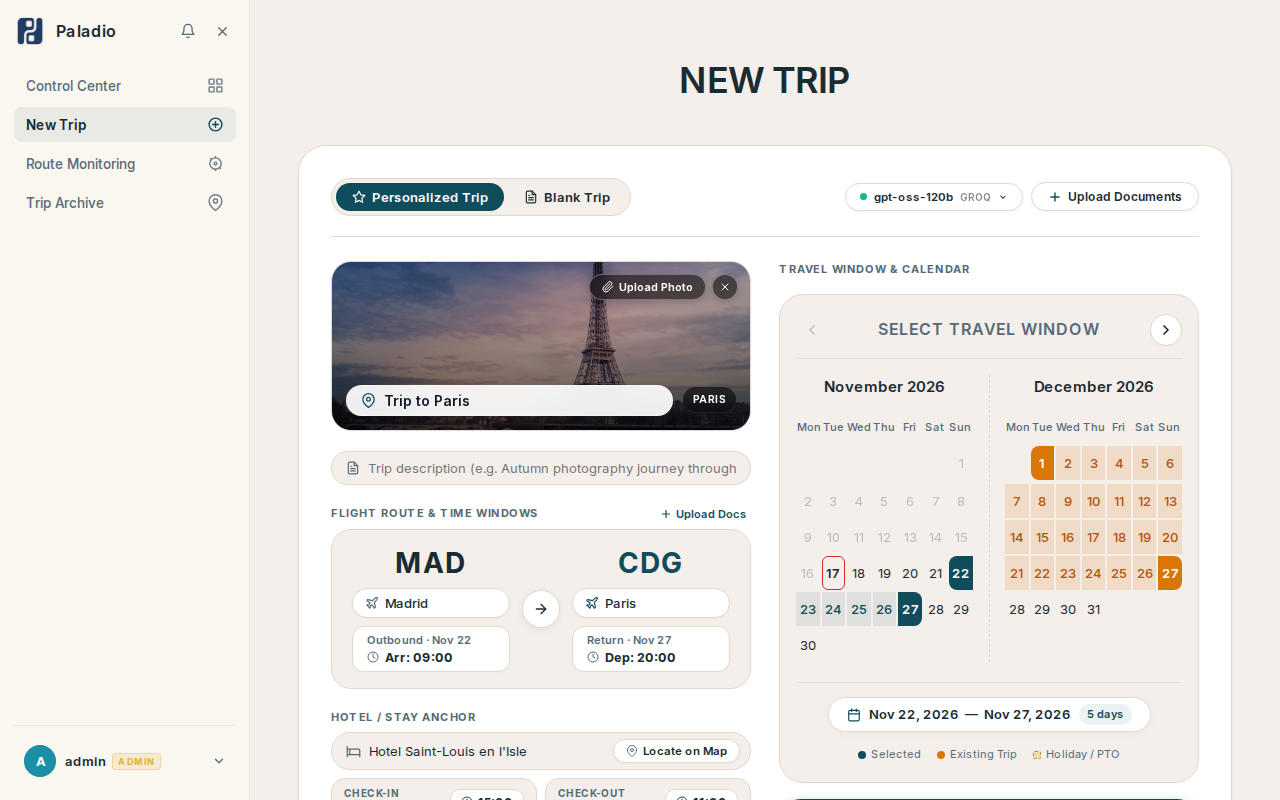 Paladio
Control Center
New Trip
Route Monitoring
Trip Archive
A admin ADMIN
NEW TRIP
Personalized Trip
Blank Trip
gpt-oss-120b GROQ
Upload Documents
Upload Photo
Trip to Paris
PARIS
Trip description (e.g. Autumn photography journey through
FLIGHT ROUTE & TIME WINDOWS
Upload Docs
MAD
CDG
Madrid
Paris
Outbound · Nov 22
Arr: 09:00
Return · Nov 27
Dep: 20:00
HOTEL / STAY ANCHOR
Hotel Saint-Louis en l'Isle
Locate on Map
CHECK-IN
CHECK-OUT
TRAVEL WINDOW & CALENDAR
SELECT TRAVEL WINDOW
November 2026
Mon Tue Wed Thu Fri Sat Sun
1
2 3 4 5 6 7 8
9 10 11 12 13 14 15
16 17 18 19 20 21 22
23 24 25 26 27 28 29
30
December 2026
Mon Tue Wed Thu Fri Sat Sun
1 2 3 4 5 6
7 8 9 10 11 12 13
14 15 16 17 18 19 20
21 22 23 24 25 26 27
28 29 30 31
Nov 22, 2026 — Nov 27, 2026 5 days
Selected
Existing Trip
Holiday / PTO